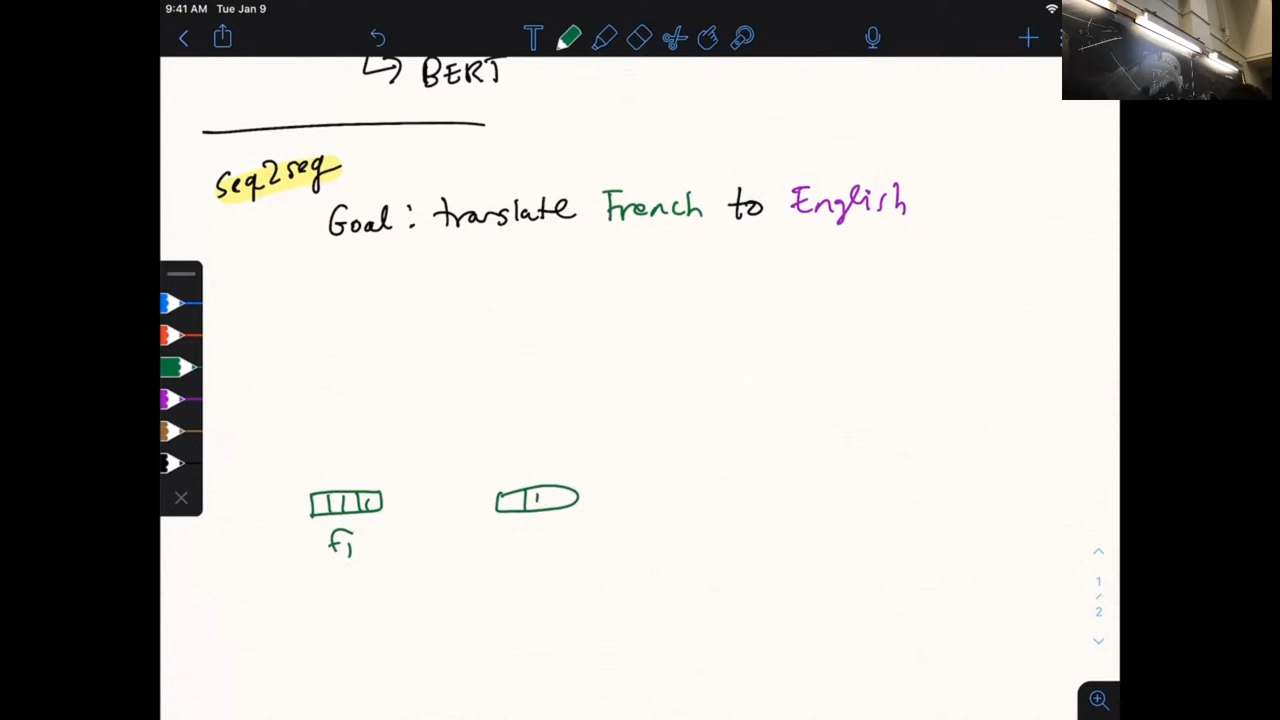 9:41 AM Tue Jan 9
T
↳ BERT
seq2seq
Goal: translate French to English
f1
1
/
2